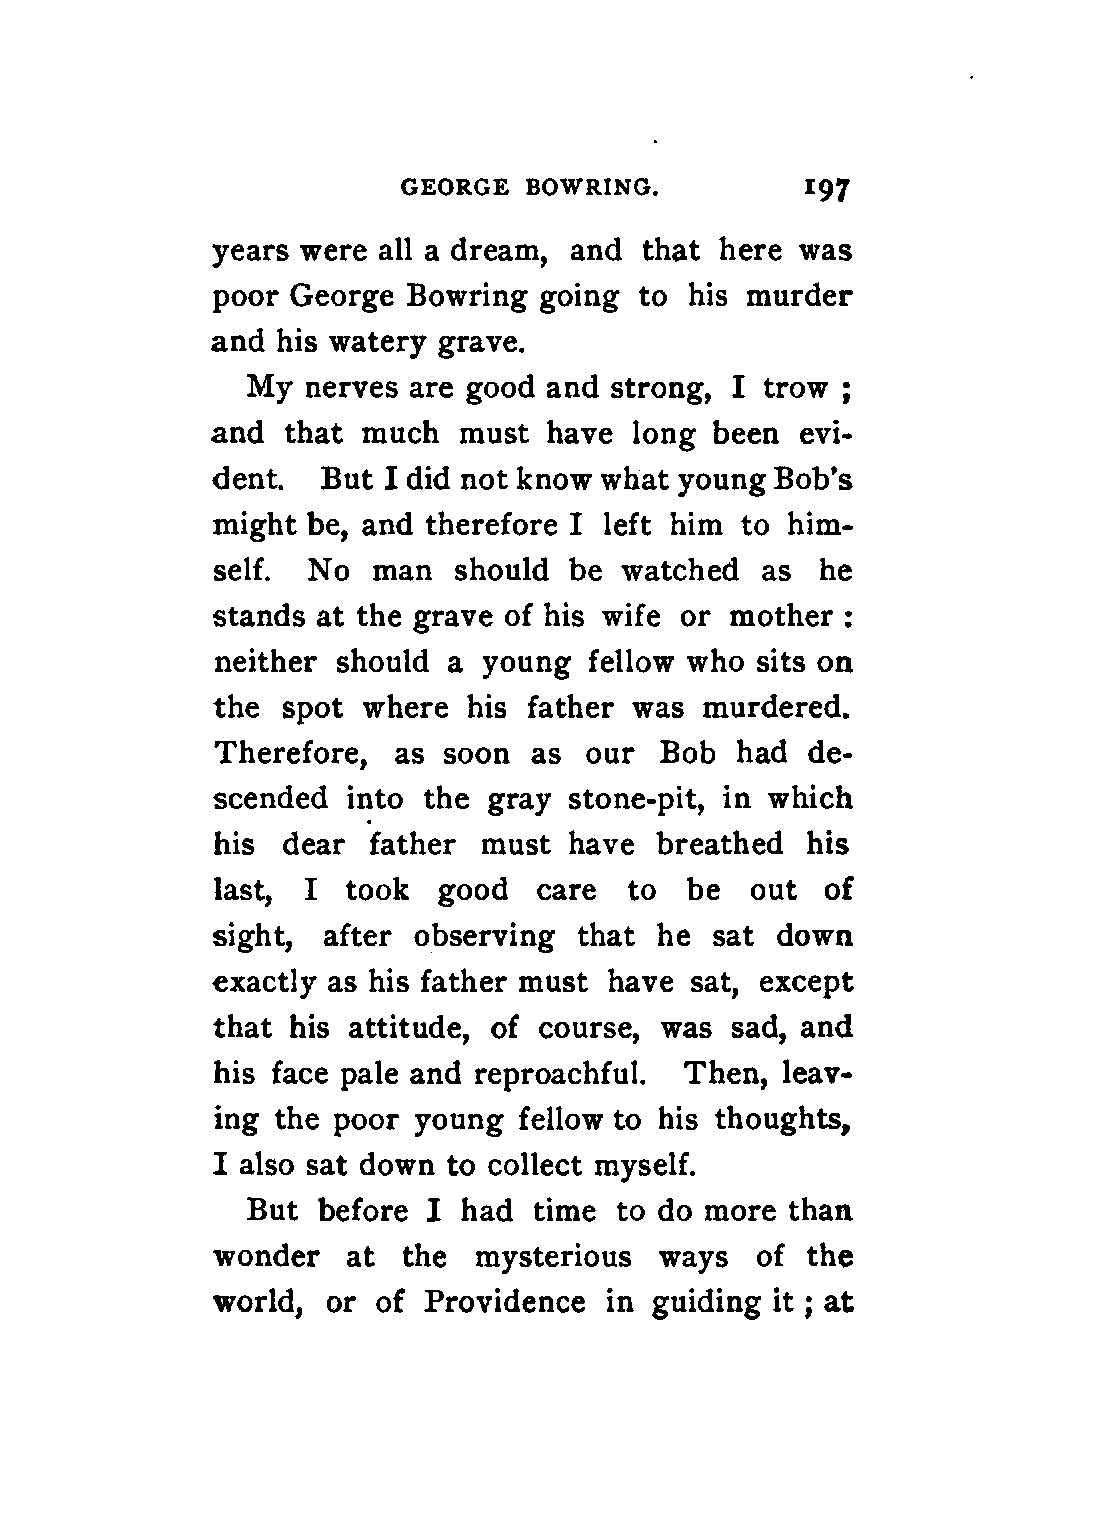 GEORGE BOWRING. 197
years were all a dream, and that here was
poor George Bowring going to his murder
and his watery grave.
My nerves are good and strong, I trow ;
and that much must have long been evi-
dent. But I did not know what young Bob's
might be, and therefore I left him to him-
self. No man should be watched as he
stands at the grave of his wife or mother :
neither should a young fellow who sits on
the spot where his father was murdered.
Therefore, as soon as our Bob had de-
scended into the gray stone-pit, in which
his dear father must have breathed his
last, I took good care to be out of
sight, after observing that he sat down
exactly as his father must have sat, except
that his attitude, of course, was sad, and
his face pale and reproachful. Then, leav-
ing the poor young fellow to his thoughts,
I also sat down to collect myself.
But before I had time to do more than
wonder at the mysterious ways of the
world, or of Providence in guiding it ; at